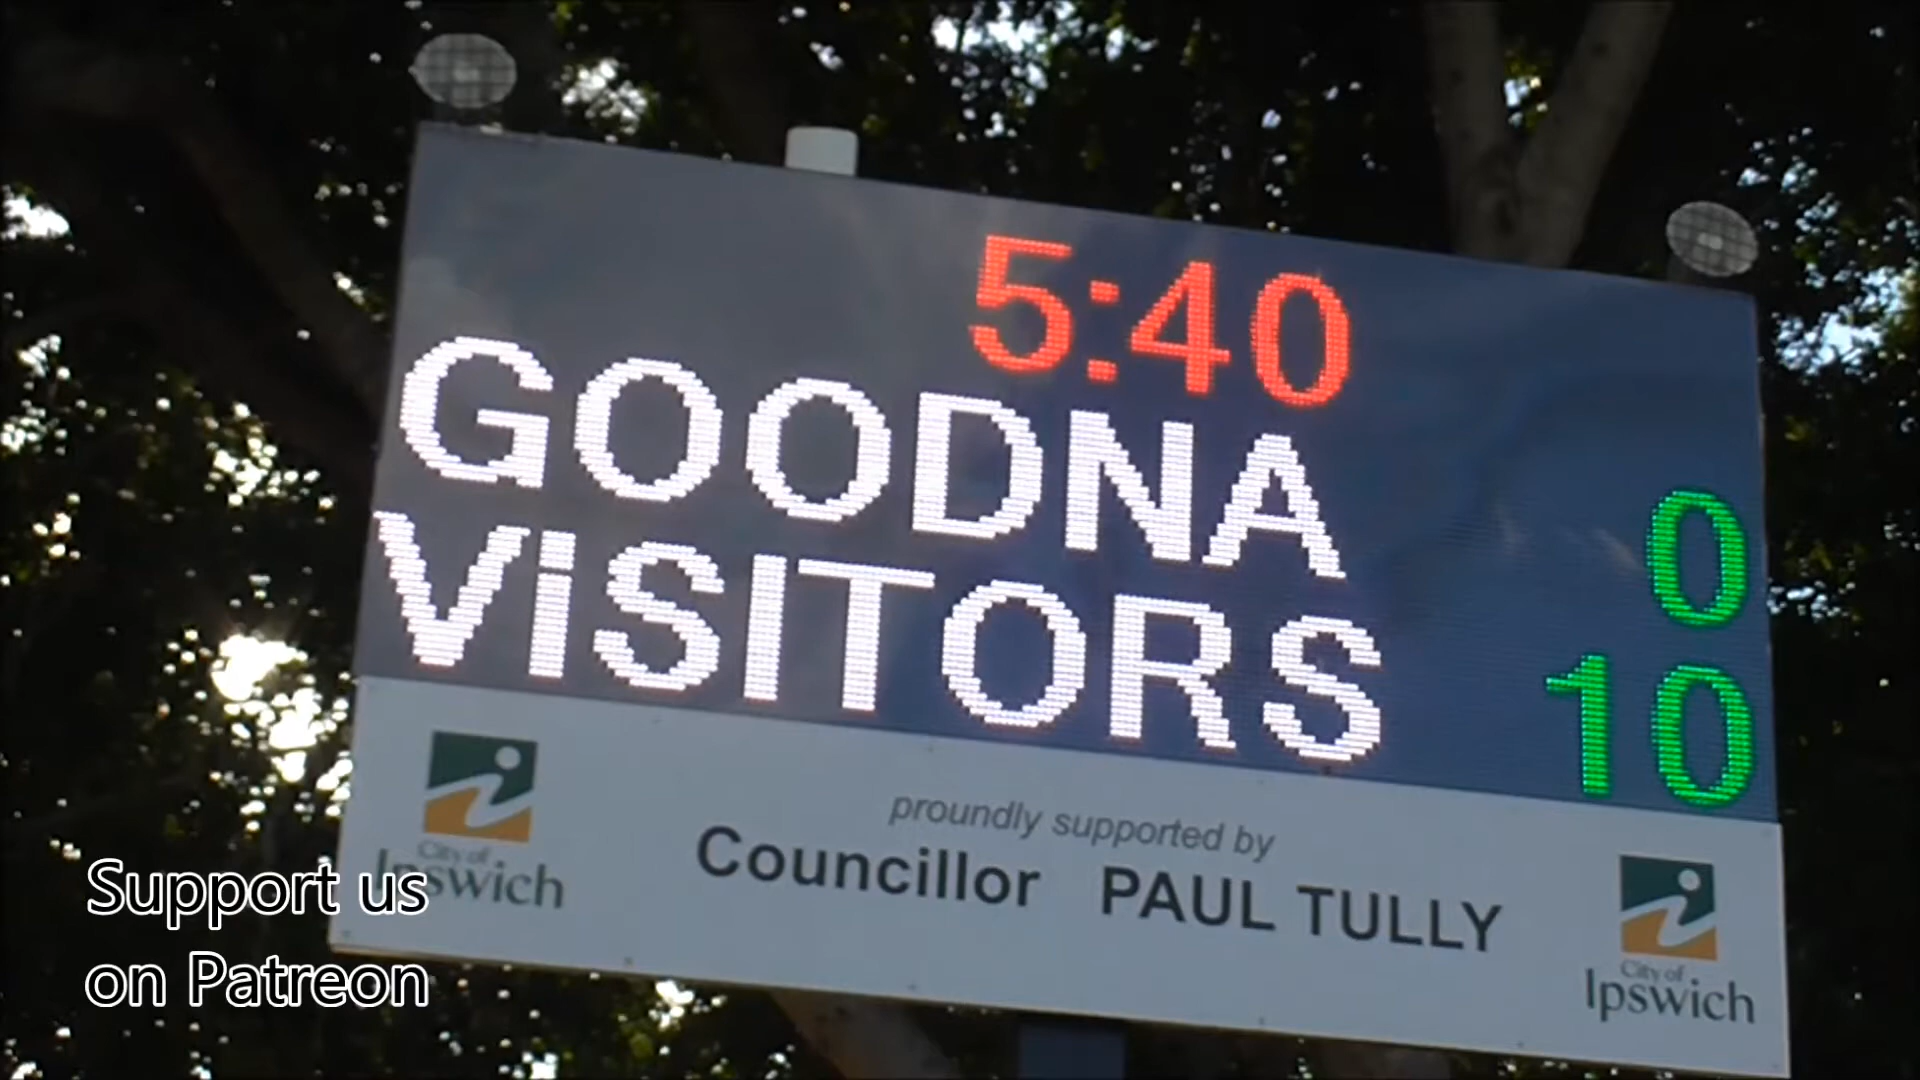 5:40
GOODNA 0
ViSITORS 10
proundly supported by
Councillor PAUL TULLY
City of
Ipswich
City of
Ipswich
Support us
on Patreon